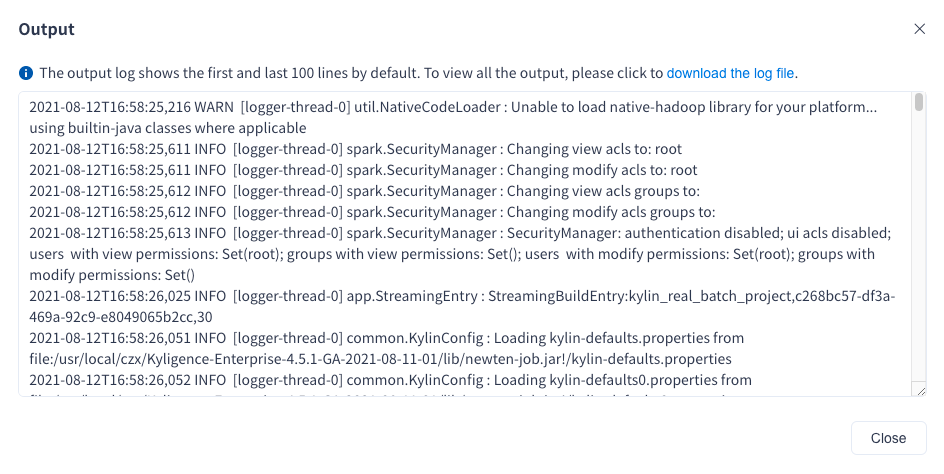 Output
The output log shows the first and last 100 lines by default. To view all the output, please click to download the log file.
2021-08-12T16:58:25,216 WARN  [logger-thread-0] util.NativeCodeLoader : Unable to load native-hadoop library for your platform...
using builtin-java classes where applicable
2021-08-12T16:58:25,611 INFO  [logger-thread-0] spark.SecurityManager : Changing view acls to: root
2021-08-12T16:58:25,611 INFO  [logger-thread-0] spark.SecurityManager : Changing modify acls to: root
2021-08-12T16:58:25,612 INFO  [logger-thread-0] spark.SecurityManager : Changing view acls groups to:
2021-08-12T16:58:25,612 INFO  [logger-thread-0] spark.SecurityManager : Changing modify acls groups to:
2021-08-12T16:58:25,613 INFO  [logger-thread-0] spark.SecurityManager : SecurityManager: authentication disabled; ui acls disabled;
users  with view permissions: Set(root); groups with view permissions: Set(); users  with modify permissions: Set(root); groups with
modify permissions: Set()
2021-08-12T16:58:26,025 INFO  [logger-thread-0] app.StreamingEntry : StreamingBuildEntry:kylin_real_batch_project,c268bc57-df3a-
469a-92c9-e8049065b2cc,30
2021-08-12T16:58:26,051 INFO  [logger-thread-0] common.KylinConfig : Loading kylin-defaults.properties from
file:/usr/local/czx/Kyligence-Enterprise-4.5.1-GA-2021-08-11-01/lib/newten-job.jar!/kylin-defaults.properties
2021-08-12T16:58:26,052 INFO  [logger-thread-0] common.KylinConfig : Loading kylin-defaults0.properties from
Close